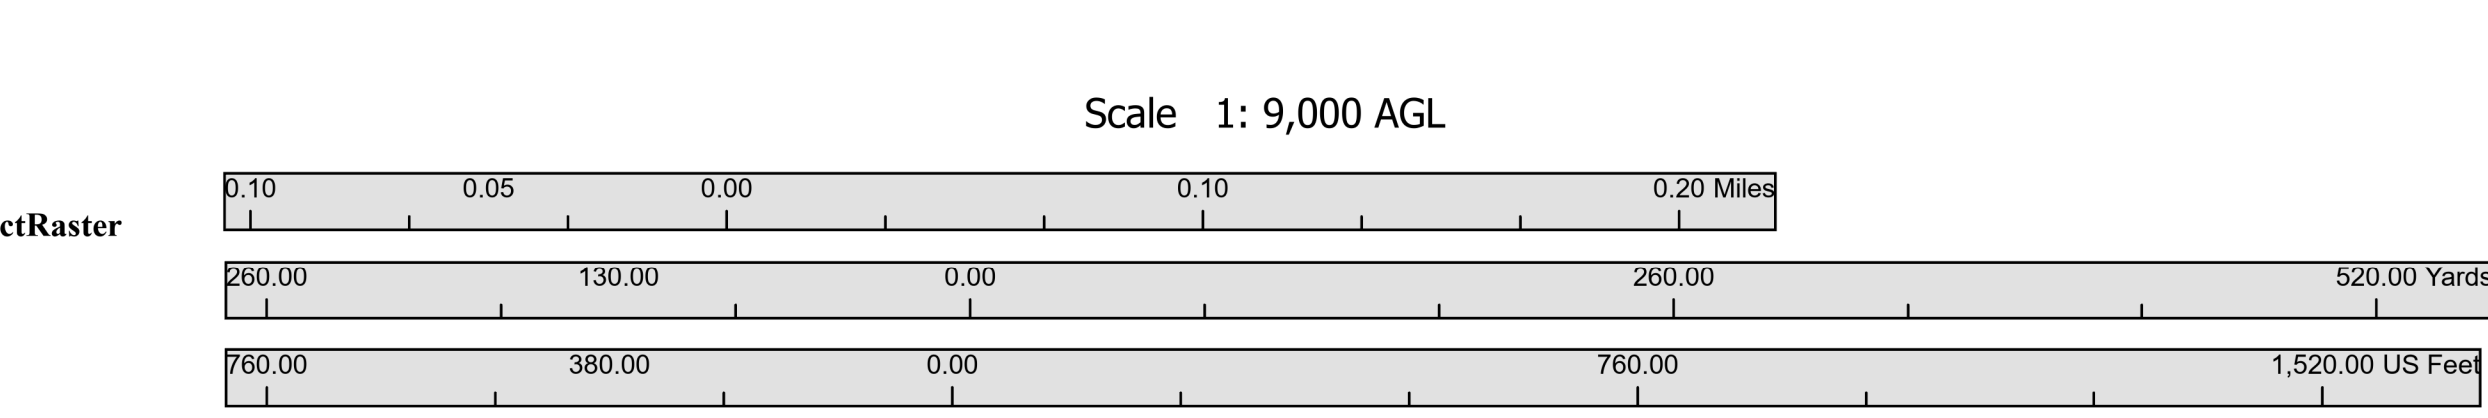 Scale 1: 9,000 AGL
0.10 0.05 0.00 0.10 0.20 Miles
ctRaster
260.00 130.00 0.00 260.00 520.00 Yards
760.00 380.00 0.00 760.00 1,520.00 US Feet